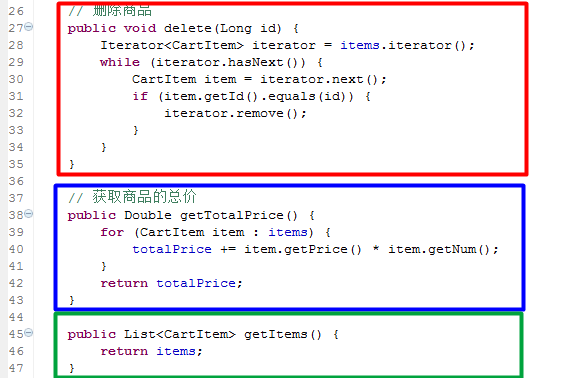 26 // 删除商品
27 public void delete(Long id) {
28 Iterator<CartItem> iterator = items.iterator();
29 while (iterator.hasNext()) {
30 CartItem item = iterator.next();
31 if (item.getId().equals(id)) {
32 iterator.remove();
33 }
34 }
35 }
36
37 // 获取商品的总价
38 public Double getTotalPrice() {
39 for (CartItem item : items) {
40 totalPrice += item.getPrice() * item.getNum();
41 }
42 return totalPrice;
43 }
44
45 public List<CartItem> getItems() {
46 return items;
47 }